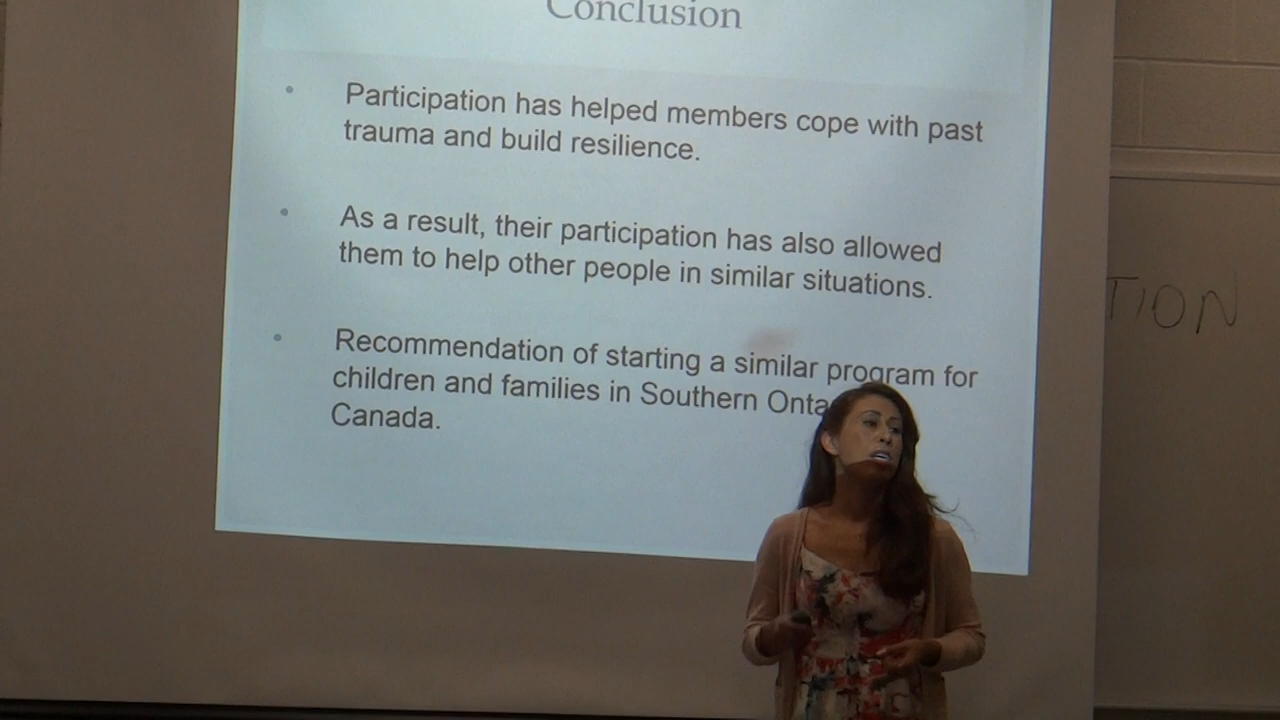 Conclusion
Participation has helped members cope with past
trauma and build resilience.
As a result, their participation has also allowed
them to help other people in similar situations.
Recommendation of starting a similar program for
children and families in Southern
Canada.
TION